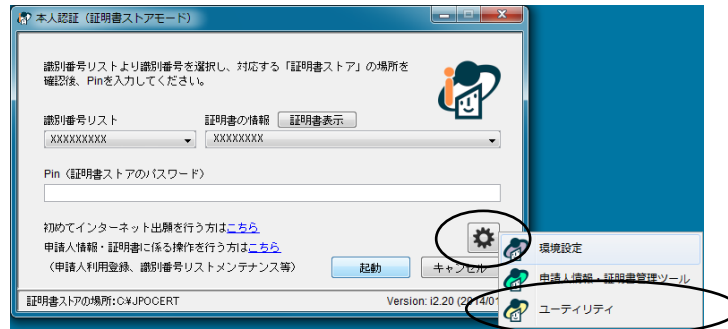 本人認証（証明書ストアモード）
識別番号リストより識別番号を選択し、対応する「証明書ストア」の場所を
確認後、Pinを入力してください。
識別番号リスト
証明書の情報 証明書表示
XXXXXXXXX
XXXXXXXX
Pin（証明書ストアのパスワード）
初めてインターネット出願を行う方はこちら
申請人情報・証明書に係る操作を行う方はこちら
（申請人利用登録、識別番号リストメンテナンス等）
起動
キャンセル
証明書ストアの場所:C:¥JPOCERT
Version: i2.20 (2014/01
環境設定
申請人情報・証明書管理ツール
ユーティリティ